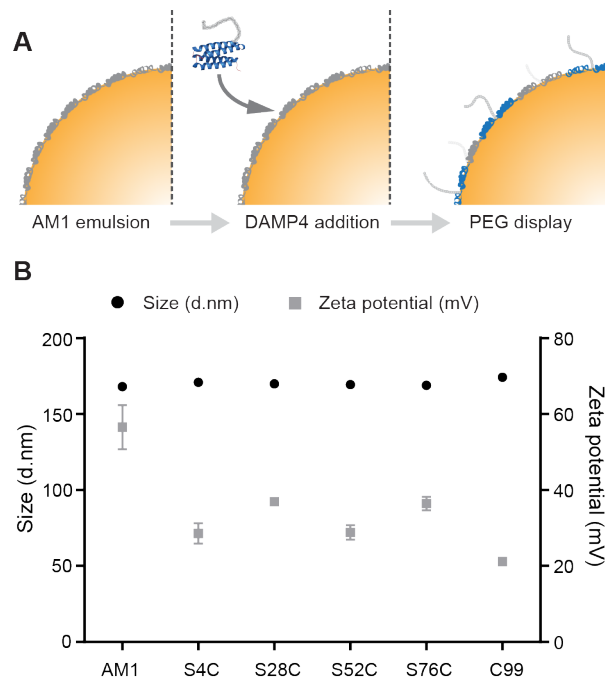 A
AM1 emulsion
DAMP4 addition
PEG display
B
Size (d.nm)
Zeta potential (mV)
200
150
100
50
0
Size (d.nm)
80
60
40
20
0
Zeta potential
(mV)
AM1
S4C
S28C
S52C
S76C
C99